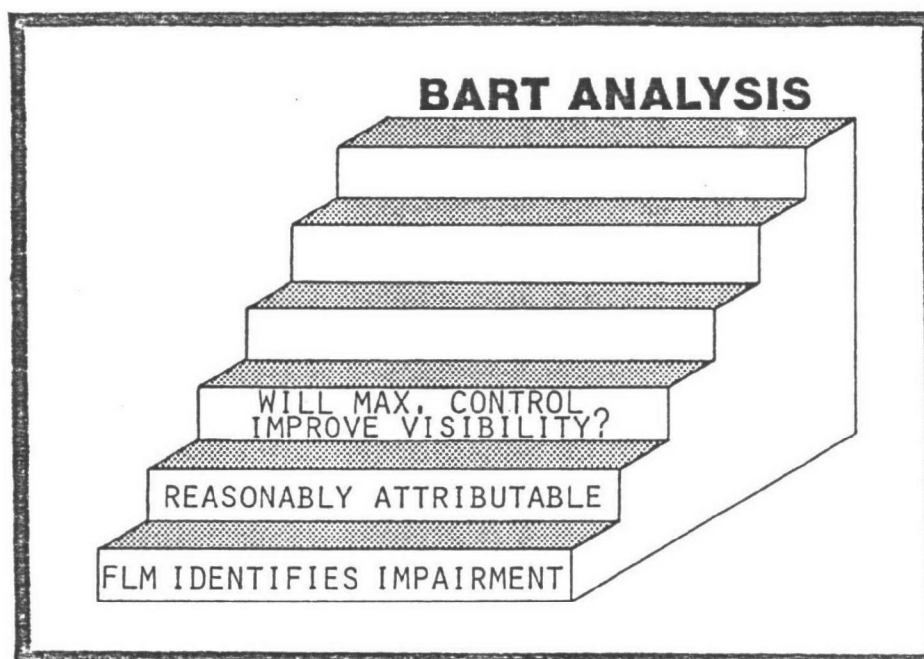 BART ANALYSIS
WILL MAX. CONTROL
IMPROVE VISIBILITY?
REASONABLY ATTRIBUTABLE
FLM IDENTIFIES IMPAIRMENT